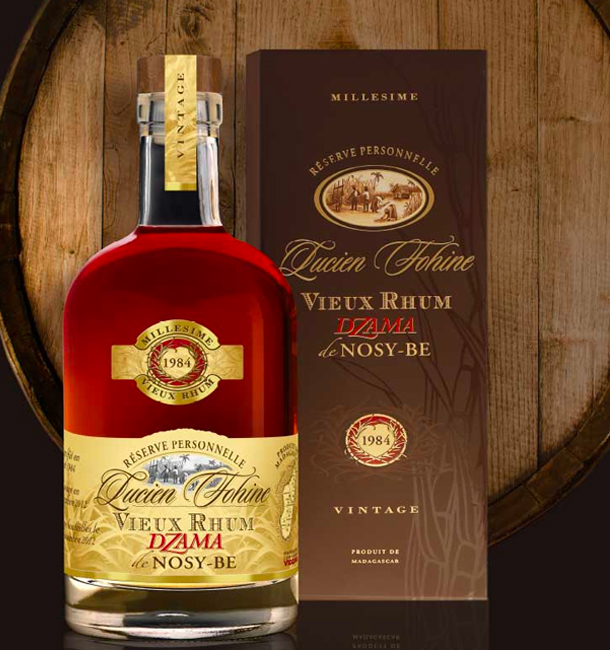 VINTAGE
MILLESIME
1984
VIEUX RHUM
RÉSERVE PERSONNELLE
Lucien Fohine
VIEUX RHUM
DZAMA
de NOSY-BE
MILLESIME
RÉSERVE PERSONNELLE
Lucien Fohine
VIEUX RHUM
DZAMA
de NOSY-BE
1984
VINTAGE
PRODUIT DE
MADAGASCAR